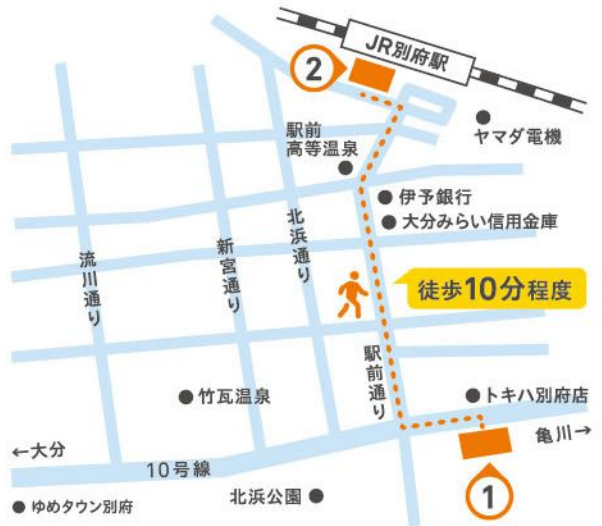 JR別府駅
2
ヤマダ電機
駅前
高等温泉
伊予銀行
大分みらい信用金庫
北浜通り
新宮通り
流川通り
徒歩10分程度
駅前通り
竹瓦温泉
トキハ別府店
亀川→
←大分
10号線
1
北浜公園
ゆめタウン別府